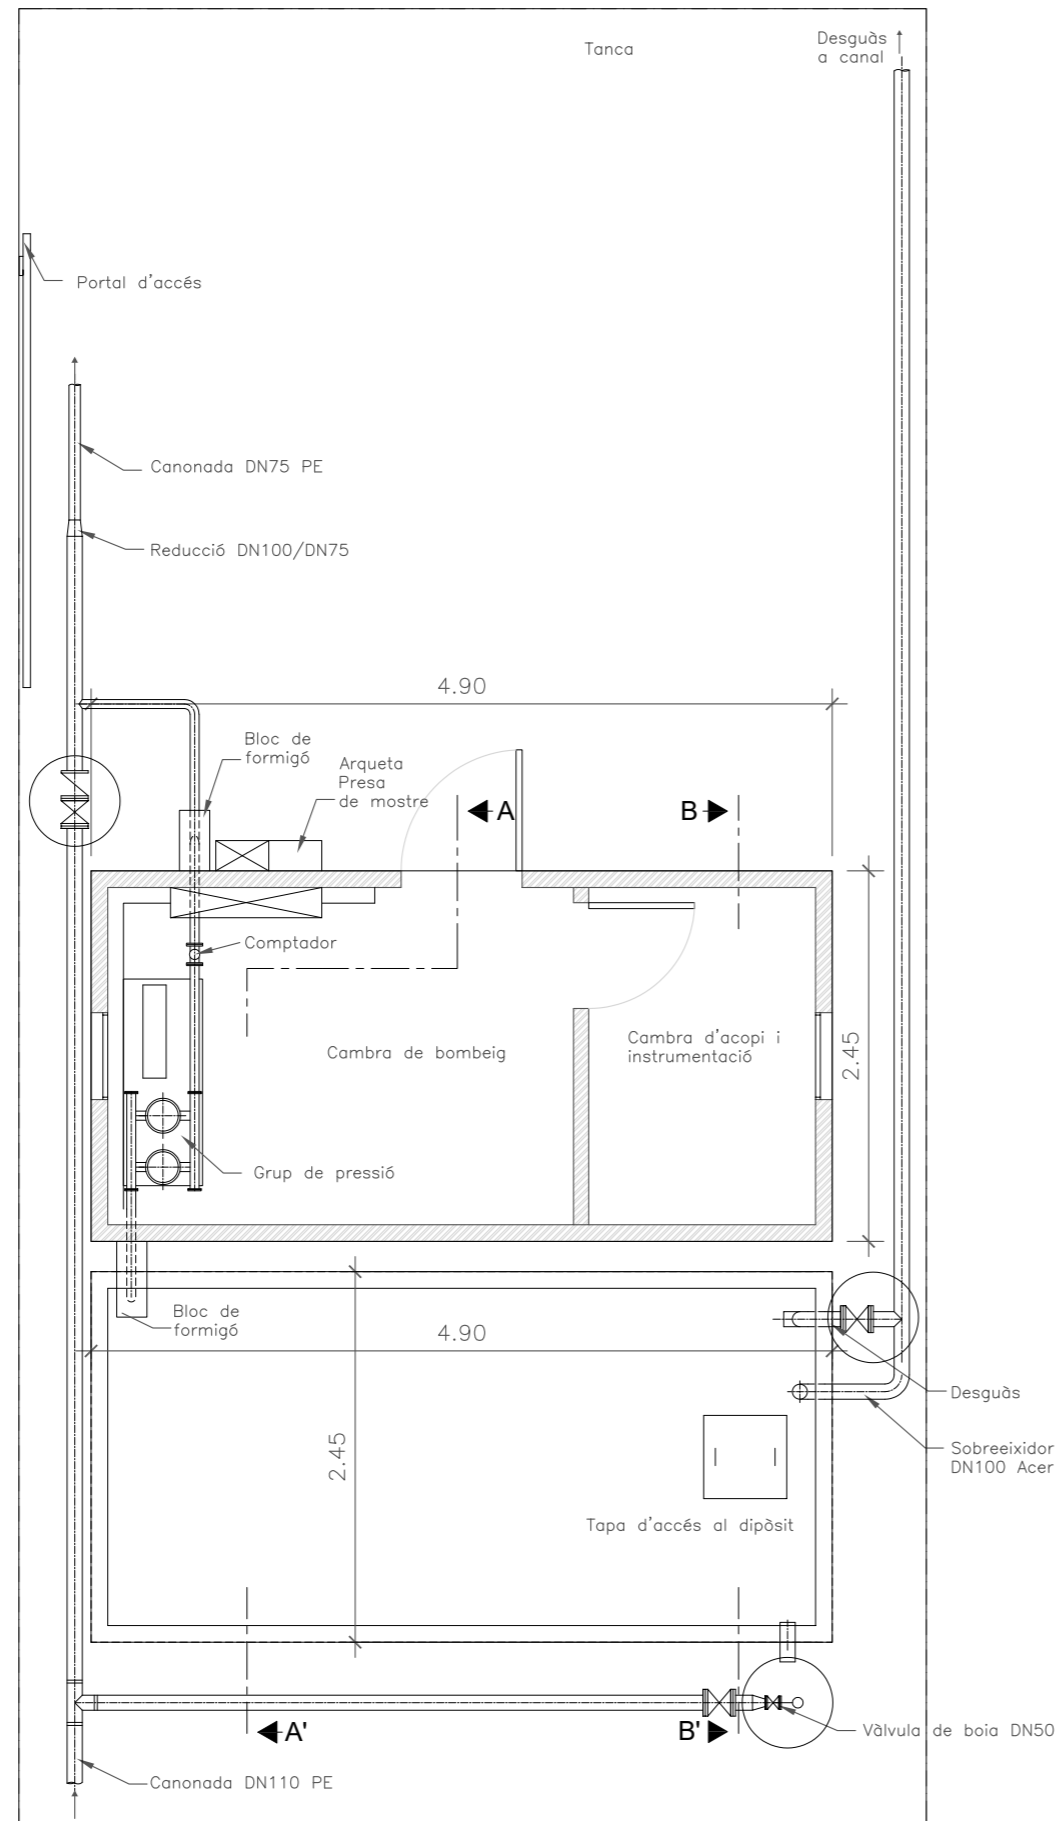 Tanca
Desguàs
a canal
Portal d'accés
Canonada DN75 PE
Reducció DN100/DN75
4.90
Bloc de
formigó
Arqueta
Presa
de mostre
A
B
Comptador
Cambra de bombeig
Cambra d'acopi i
instrumentació
2.45
Grup de pressió
Bloc de
formigó
4.90
Desguàs
2.45
Sobreeixidor
DN100 Acer
Tapa d'accés al dipòsit
A'
B'
Vàlvula de boia DN50
Canonada DN110 PE